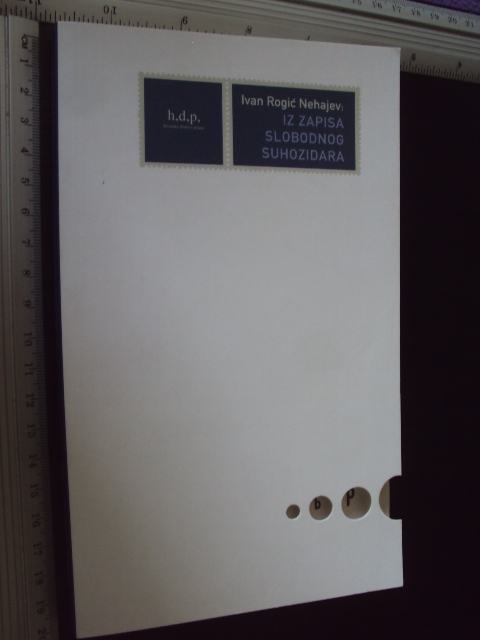 h.d.p.
Ivan Rogić Nehajev:
IZ ZAPISA
SLOBODNOG
SUHOZIDARA
b
p